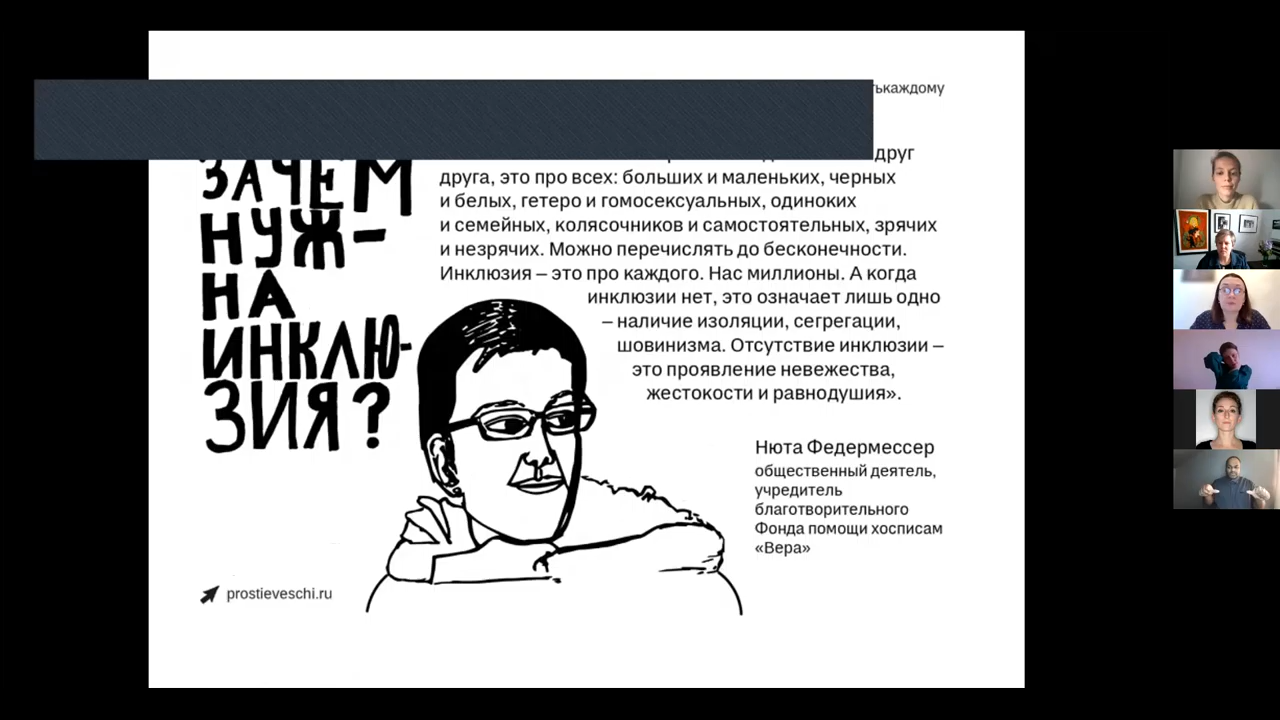 тькаждому
ЗАЧЕМ
НУЖ-
НА
ИНКЛЮ-
ЗИЯ?
друг
друга, это про всех: больших и маленьких, черных
и белых, гетеро и гомосексуальных, одиноких
и семейных, колясочников и самостоятельных, зрячих
и незрячих. Можно перечислять до бесконечности.
Инклюзия – это про каждого. Нас миллионы. А когда
инклюзии нет, это означает лишь одно
– наличие изоляции, сегрегации,
шовинизма. Отсутствие инклюзии –
это проявление невежества,
жестокости и равнодушия».
Нюта Федермессер
общественный деятель,
учредитель
благотворительного
Фонда помощи хосписам
«Вера»
prostieveschi.ru